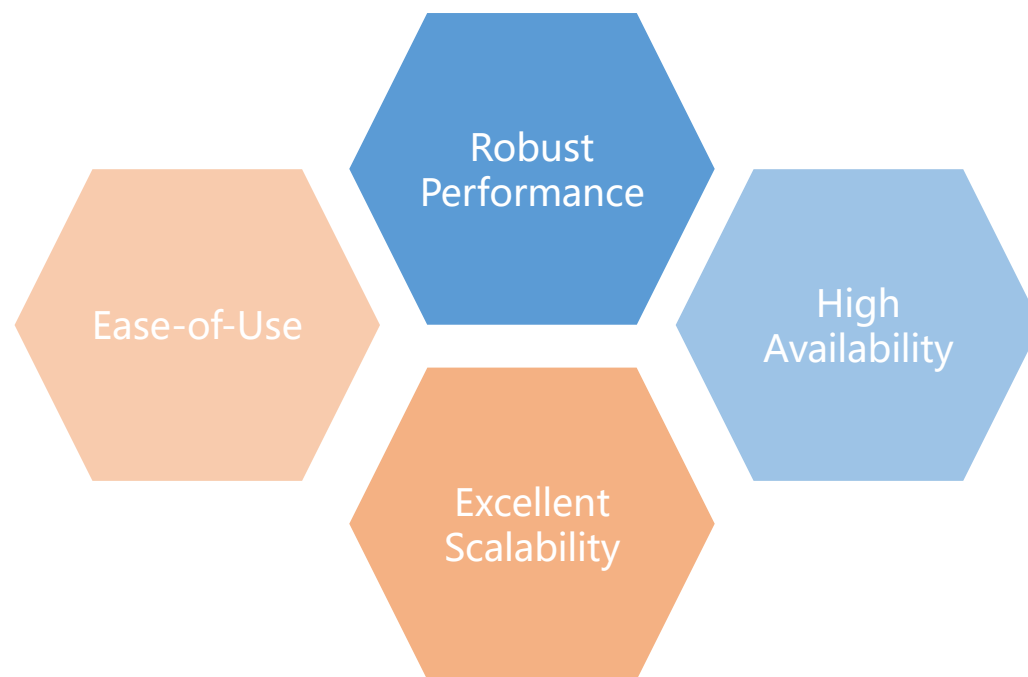 Robust
Performance
Ease-of-Use
High
Availability
Excellent
Scalability